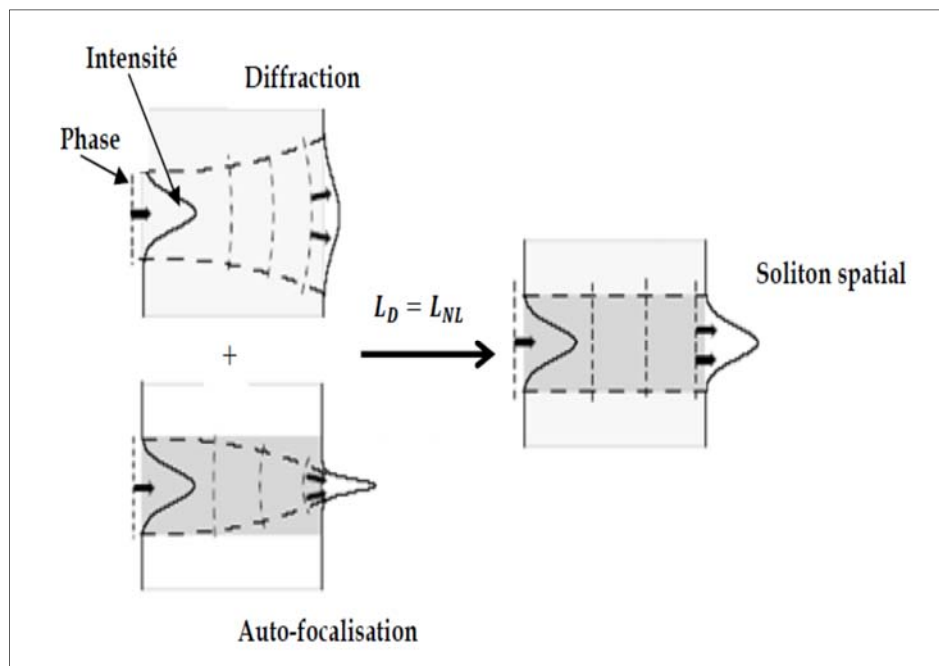 Intensité
Diffraction
Phase
L_D = L_NL
Soliton spatial
+
Auto-focalisation